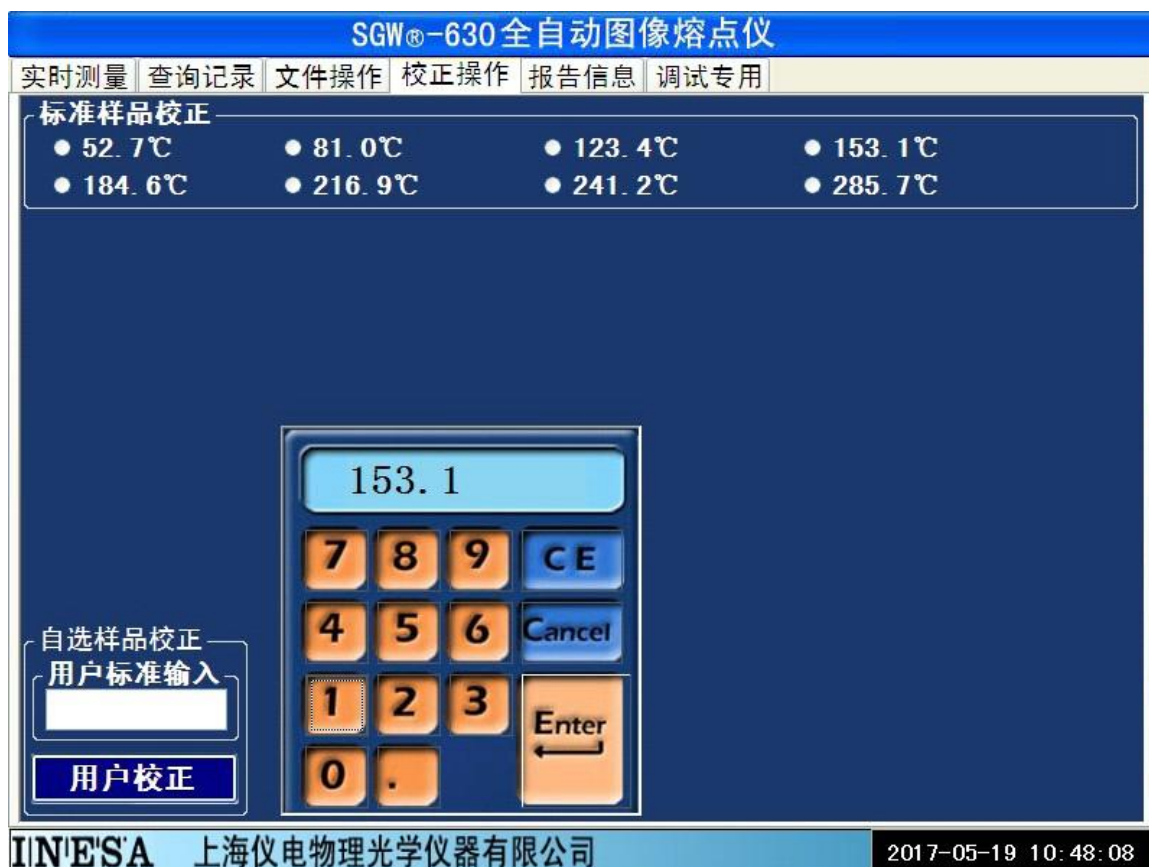 SGW®-630全自动图像熔点仪
实时测量 查询记录 文件操作 校正操作 报告信息 调试专用
标准样品校正
52.7℃ 81.0℃ 123.4℃ 153.1℃
184.6℃ 216.9℃ 241.2℃ 285.7℃
153.1
7 8 9 CE
4 5 6 Cancel
1 2 3 Enter
0 .
自选样品校正
用户标准输入
用户校正
INESA 上海仪电物理光学仪器有限公司 2017-05-19 10:48:08